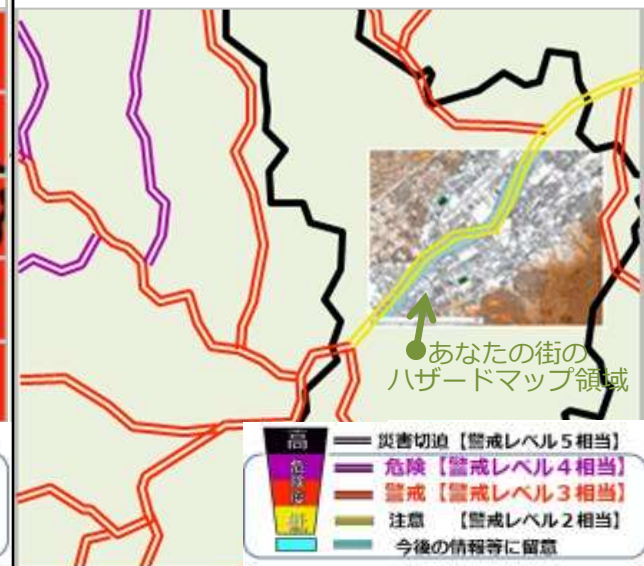 あなたの街の
ハザードマップ領域
高
危険度
低
災害切迫【警戒レベル5相当】
危険【警戒レベル4相当】
警戒【警戒レベル3相当】
注意 【警戒レベル2相当】
今後の情報等に留意